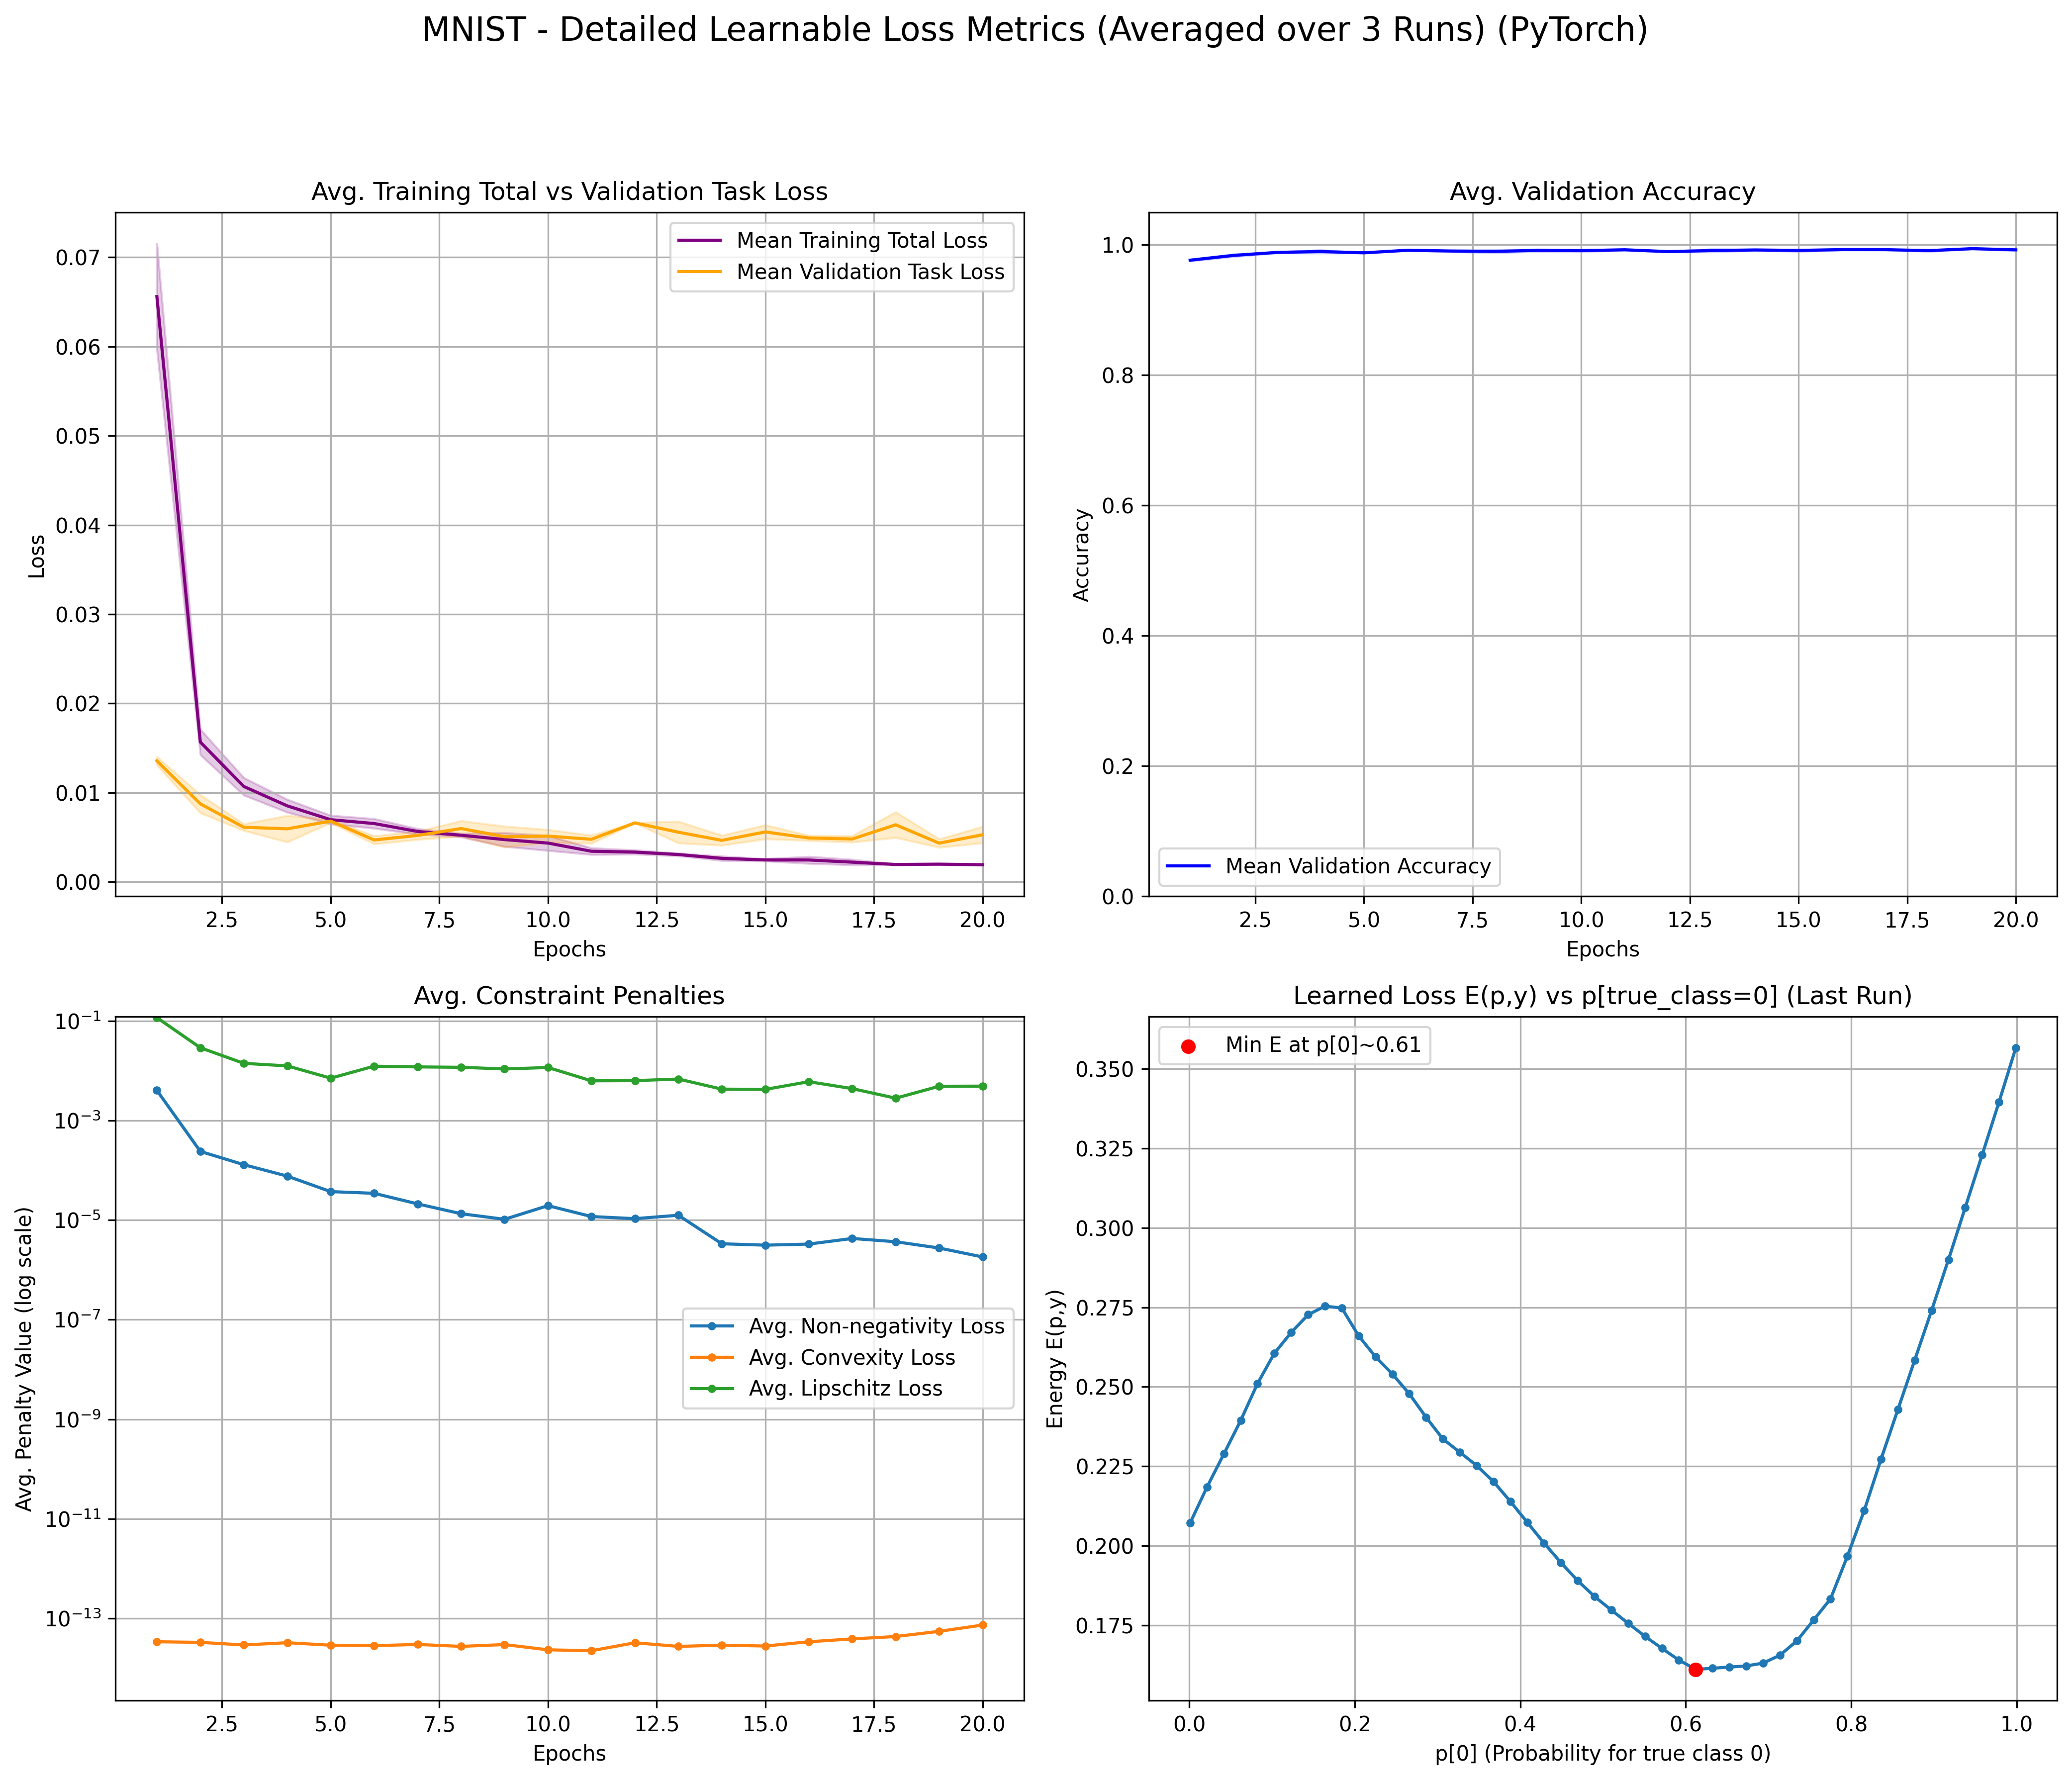 MNIST - Detailed Learnable Loss Metrics (Averaged over 3 Runs) (PyTorch)
Avg. Training Total vs Validation Task Loss
Mean Training Total Loss
Mean Validation Task Loss
0.07
0.06
0.05
0.04
0.03
0.02
0.01
0.00
Loss
2.5 5.0 7.5 10.0 12.5 15.0 17.5 20.0
Epochs
Avg. Validation Accuracy
1.0
0.8
0.6
0.4
0.2
0.0
Accuracy
Mean Validation Accuracy
2.5 5.0 7.5 10.0 12.5 15.0 17.5 20.0
Epochs
Avg. Constraint Penalties
10⁻¹
10⁻³
10⁻⁵
10⁻⁷
10⁻⁹
10⁻¹¹
10⁻¹³
Avg. Penalty Value (log scale)
Avg. Non-negativity Loss
Avg. Convexity Loss
Avg. Lipschitz Loss
2.5 5.0 7.5 10.0 12.5 15.0 17.5 20.0
Epochs
Learned Loss E(p,y) vs p[true_class=0] (Last Run)
Min E at p[0]~0.61
0.350
0.325
0.300
0.275
0.250
0.225
0.200
0.175
Energy E(p,y)
0.0 0.2 0.4 0.6 0.8 1.0
p[0] (Probability for true class 0)